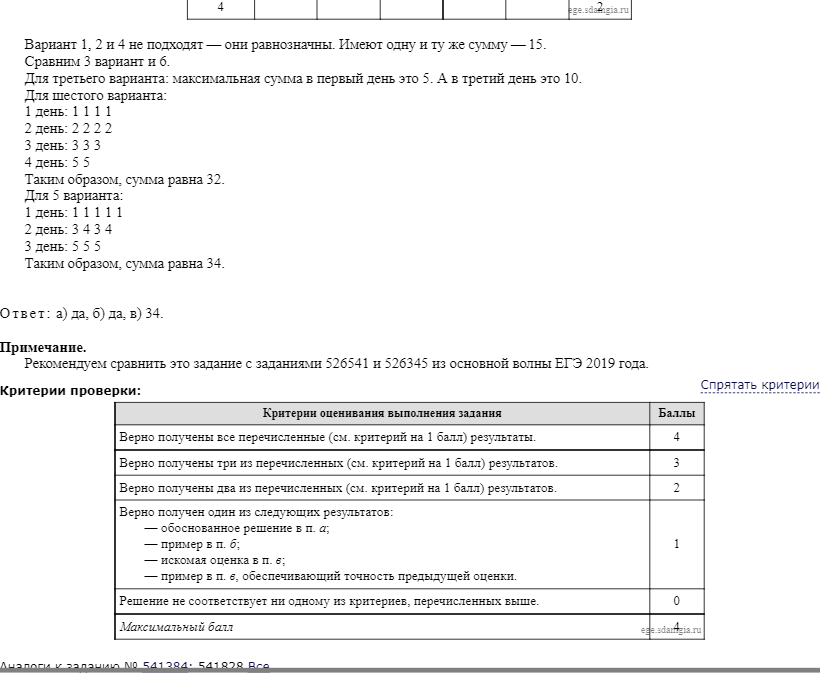 4 2
ege.sdamgia.ru
Вариант 1, 2 и 4 не подходят — они равнозначны. Имеют одну и ту же сумму — 15.
Сравним 3 вариант и 6.
Для третьего варианта: максимальная сумма в первый день это 5. А в третий день это 10.
Для шестого варианта:
1 день: 1 1 1 1
2 день: 2 2 2 2
3 день: 3 3 3
4 день: 5 5
Таким образом, сумма равна 32.
Для 5 варианта:
1 день: 1 1 1 1 1
2 день: 3 4 3 4
3 день: 5 5 5
Таким образом, сумма равна 34.
Ответ: а) да, б) да, в) 34.
Примечание.
Рекомендуем сравнить это задание с заданиями 526541 и 526345 из основной волны ЕГЭ 2019 года.
Спрятать критерии
Критерии проверки:
Критерии оценивания выполнения задания Баллы
Верно получены все перечисленные (см. критерий на 1 балл) результаты. 4
Верно получены три из перечисленных (см. критерий на 1 балл) результатов. 3
Верно получены два из перечисленных (см. критерий на 1 балл) результатов. 2
Верно получен один из следующих результатов:
— обоснованное решение в п. а;
— пример в п. б;
— искомая оценка в п. в;
— пример в п. в, обеспечивающий точность предыдущей оценки.
1
Решение не соответствует ни одному из критериев, перечисленных выше. 0
Максимальный балл 4
ege.sdamgia.ru
Аналоги к заданию № 541384: 541828 Все